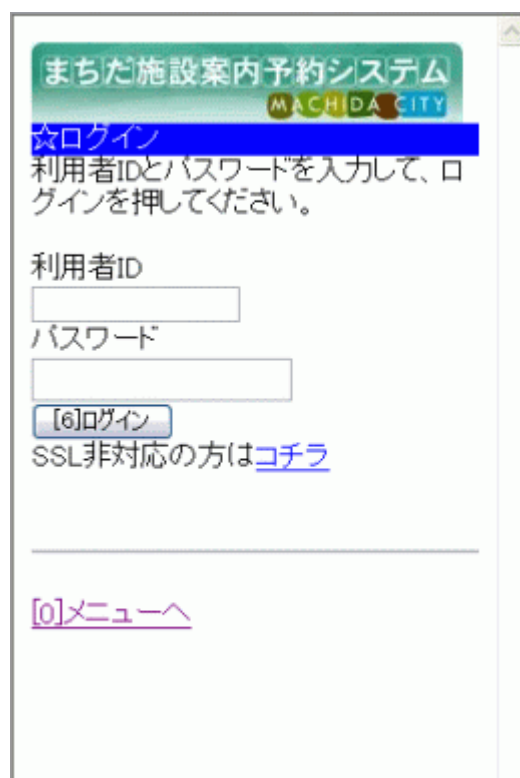 まちだ施設案内予約システム
MACHIDA CITY
☆ログイン
利用者IDとパスワードを入力して、ロ
グインを押してください。
利用者ID
パスワード
[6]ログイン
SSL非対応の方はコチラ
[0]メニューへ